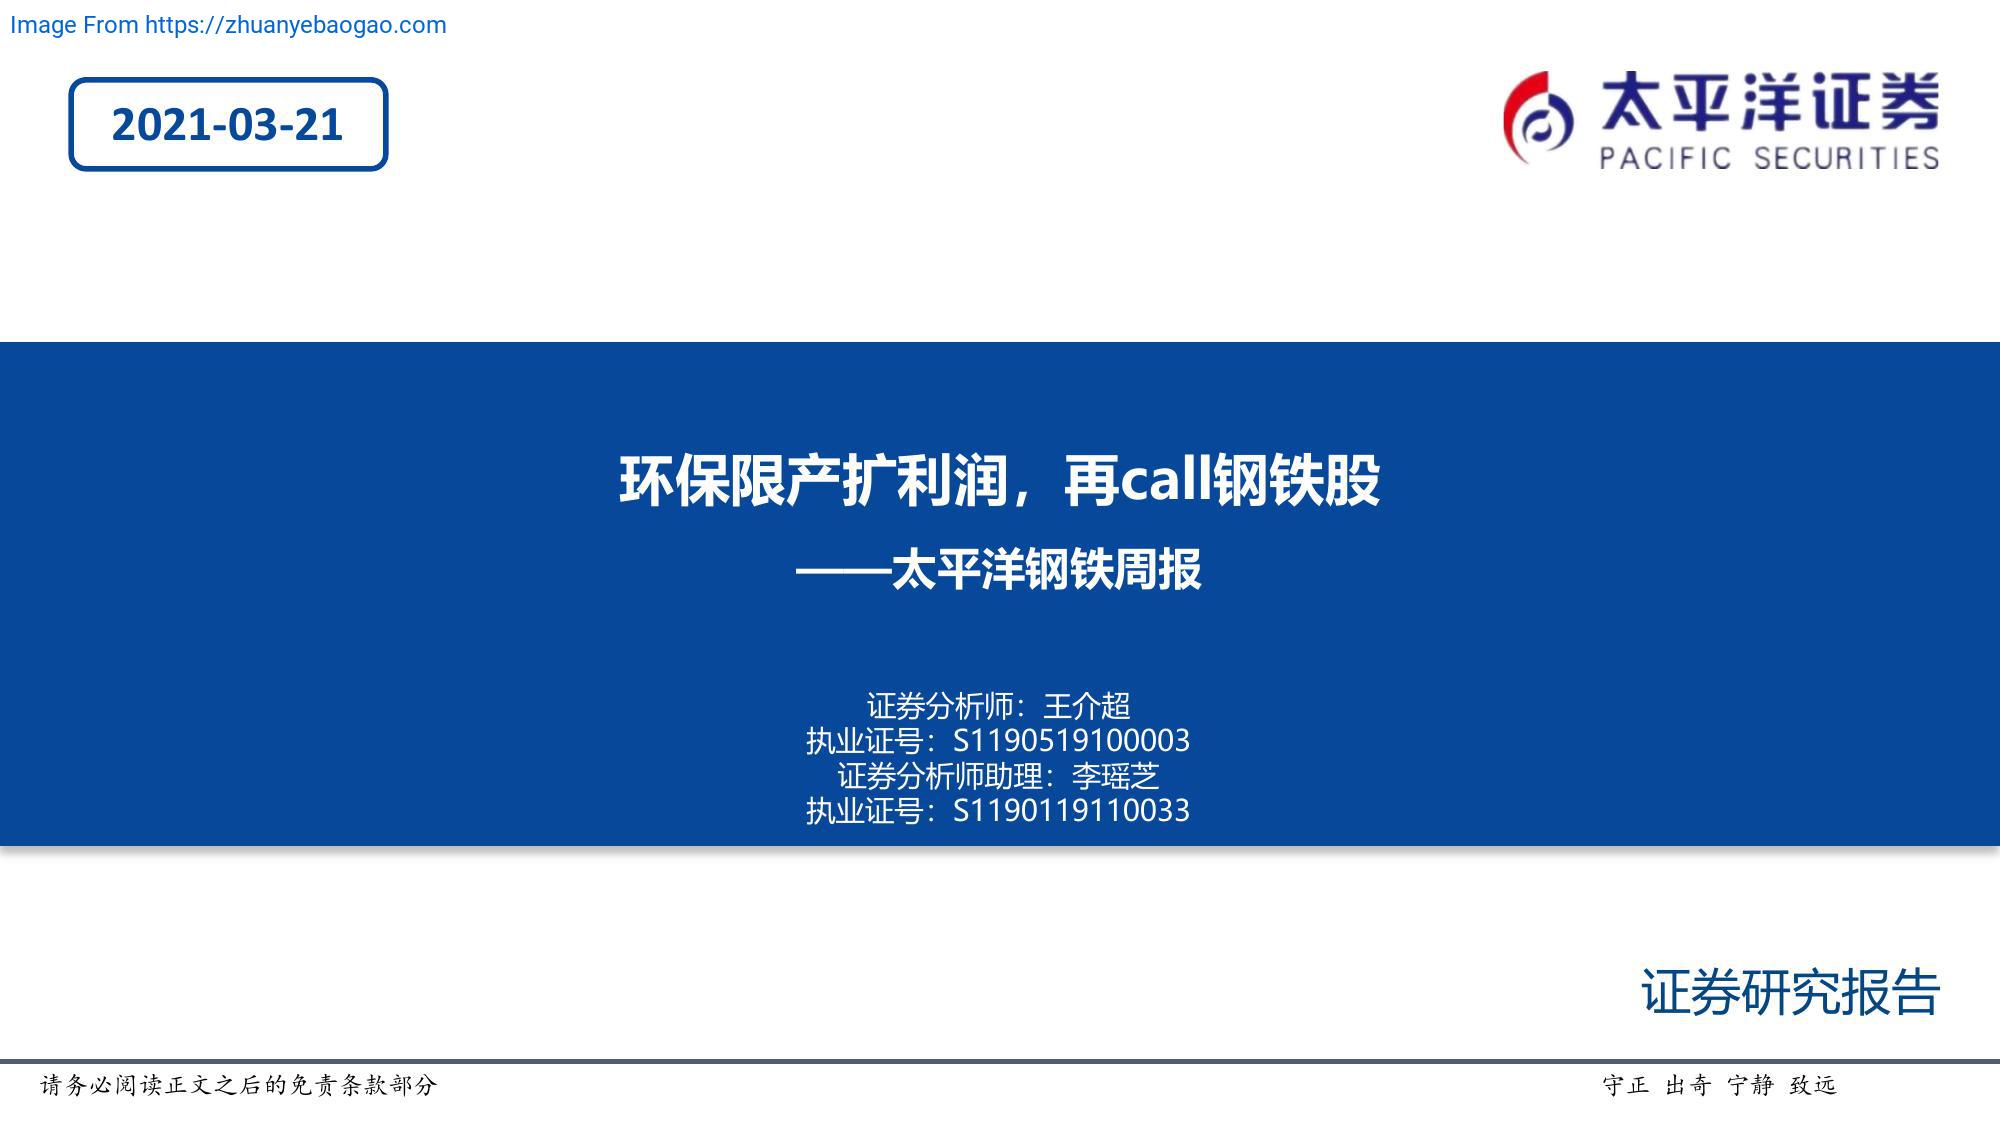 Image From https://zhuanyebaogao.com
2021-03-21
太平洋证券
PACIFIC SECURITIES
环保限产扩利润，再call钢铁股
——太平洋钢铁周报
证券分析师：王介超
执业证号：S1190519100003
证券分析师助理：李瑶芝
执业证号：S1190119110033
证券研究报告
请务必阅读正文之后的免责条款部分
守正 出奇 宁静 致远